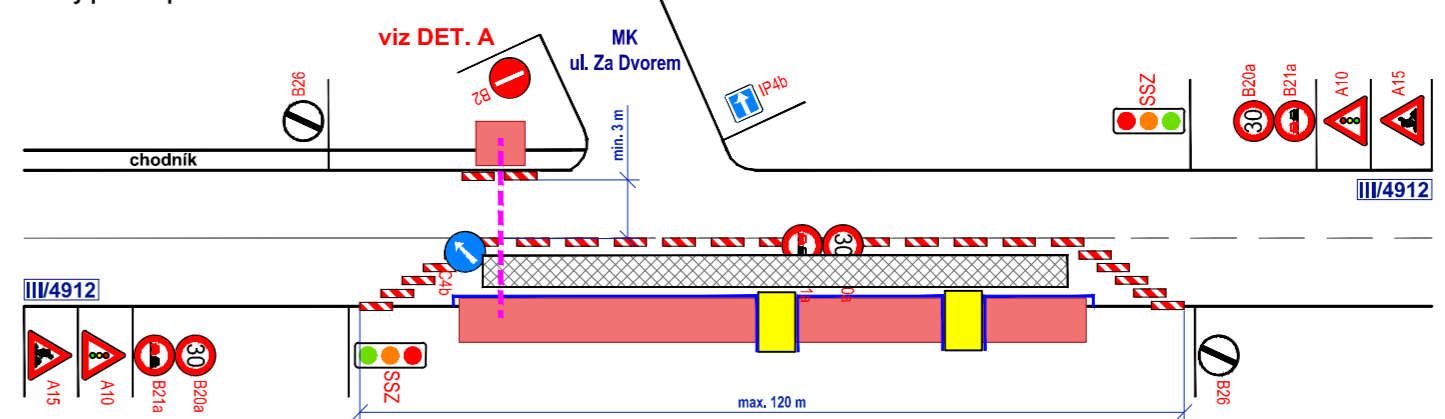 viz DET. A
MK
ul. Za Dvorem
B26
B2
IP4b
SSZ
B20a
B21a
A10
A15
30
min. 3 m
chodník
III/4912
30
C4b
III/4912
A15
A10
B21a
B20a
30
SSZ
B26
max. 120 m